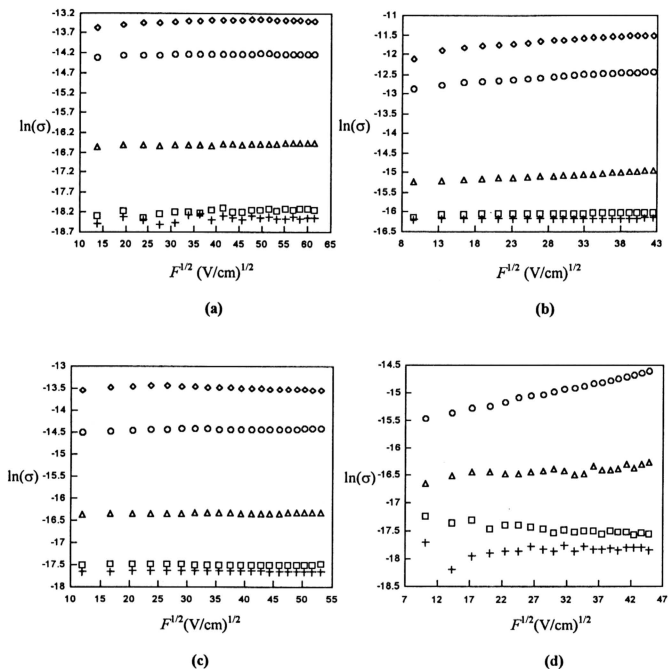 -13.2
-13.7
-14.2
-14.7
-15.2
-15.7
ln(σ)
-16.2
-16.7
-17.2
-17.7
-18.2
-18.7
10 15 20 25 30 35 40 45 50 55 60 65
F^1/2 (V/cm)^1/2
(a)
-11
-11.5
-12
-12.5
-13
-13.5
ln(σ)
-14
-14.5
-15
-15.5
-16
-16.5
8 13 18 23 28 33 38 43
F^1/2 (V/cm)^1/2
(b)
-13
-13.5
-14
-14.5
-15
-15.5
ln(σ)
-16
-16.5
-17
-17.5
-18
10 15 20 25 30 35 40 45 50 55
F^1/2(V/cm)^1/2
(c)
-14.5
-15
-15.5
-16
ln(σ)
-16.5
-17
-17.5
-18
-18.5
7 12 17 22 27 32 37 42 47
F^1/2(V/cm)^1/2
(d)